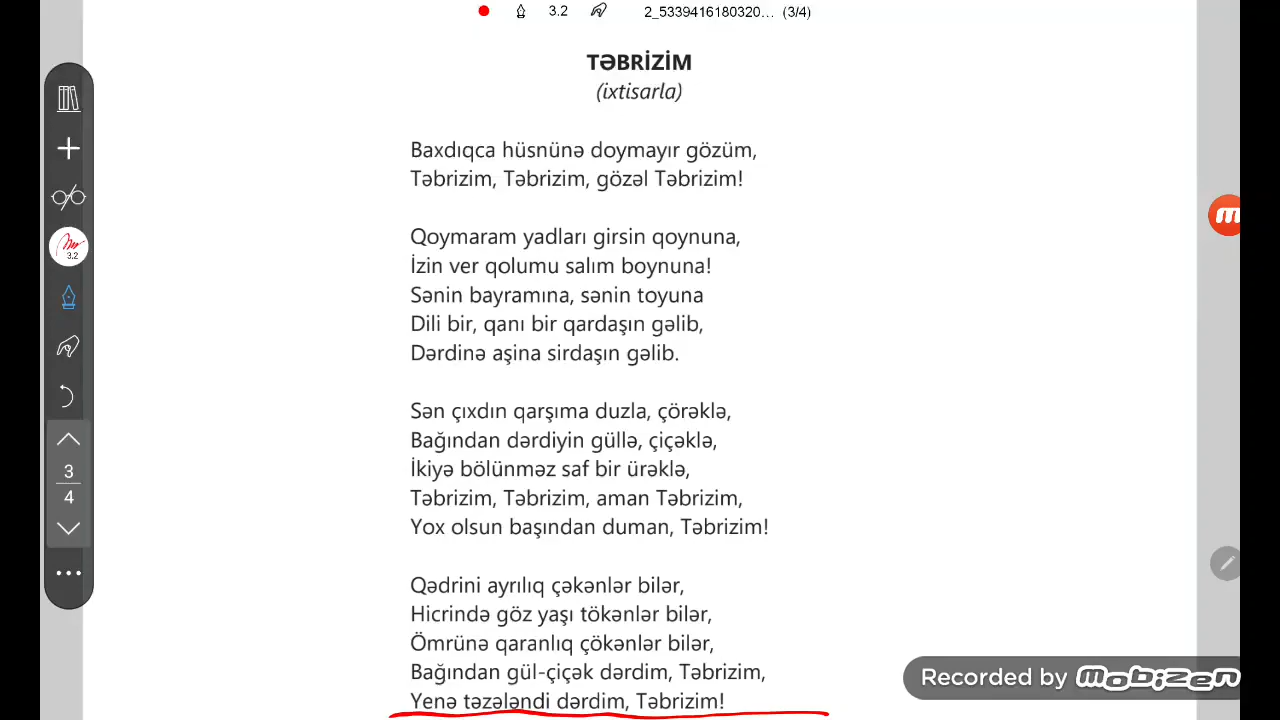 3.2
2_5339416180320... (3/4)
TƏBRİZİM
(ixtisarla)
Baxdıqca hüsnünə doymayır gözüm,
Təbrizim, Təbrizim, gözəl Təbrizim!
Qoymaram yadları girsin qoynuna,
İzin ver qolumu salım boynuna!
Sənin bayramına, sənin toyuna
Dili bir, qanı bir qardaşın gəlib,
Dərdinə aşina sirdaşın gəlib.
Sən çıxdın qarşıma duzla, çörəklə,
Bağından dərdiyin güllə, çiçəklə,
İkiyə bölünməz saf bir ürəklə,
Təbrizim, Təbrizim, aman Təbrizim,
Yox olsun başından duman, Təbrizim!
Qədrini ayrılıq çəkənlər bilər,
Hicrində göz yaşı tökənlər bilər,
Ömrünə qaranlıq çökənlər bilər,
Bağından gül-çiçək dərdim, Təbrizim,
Yenə təzələndi dərdim, Təbrizim!
3.2
3
4
Recorded by mobizen